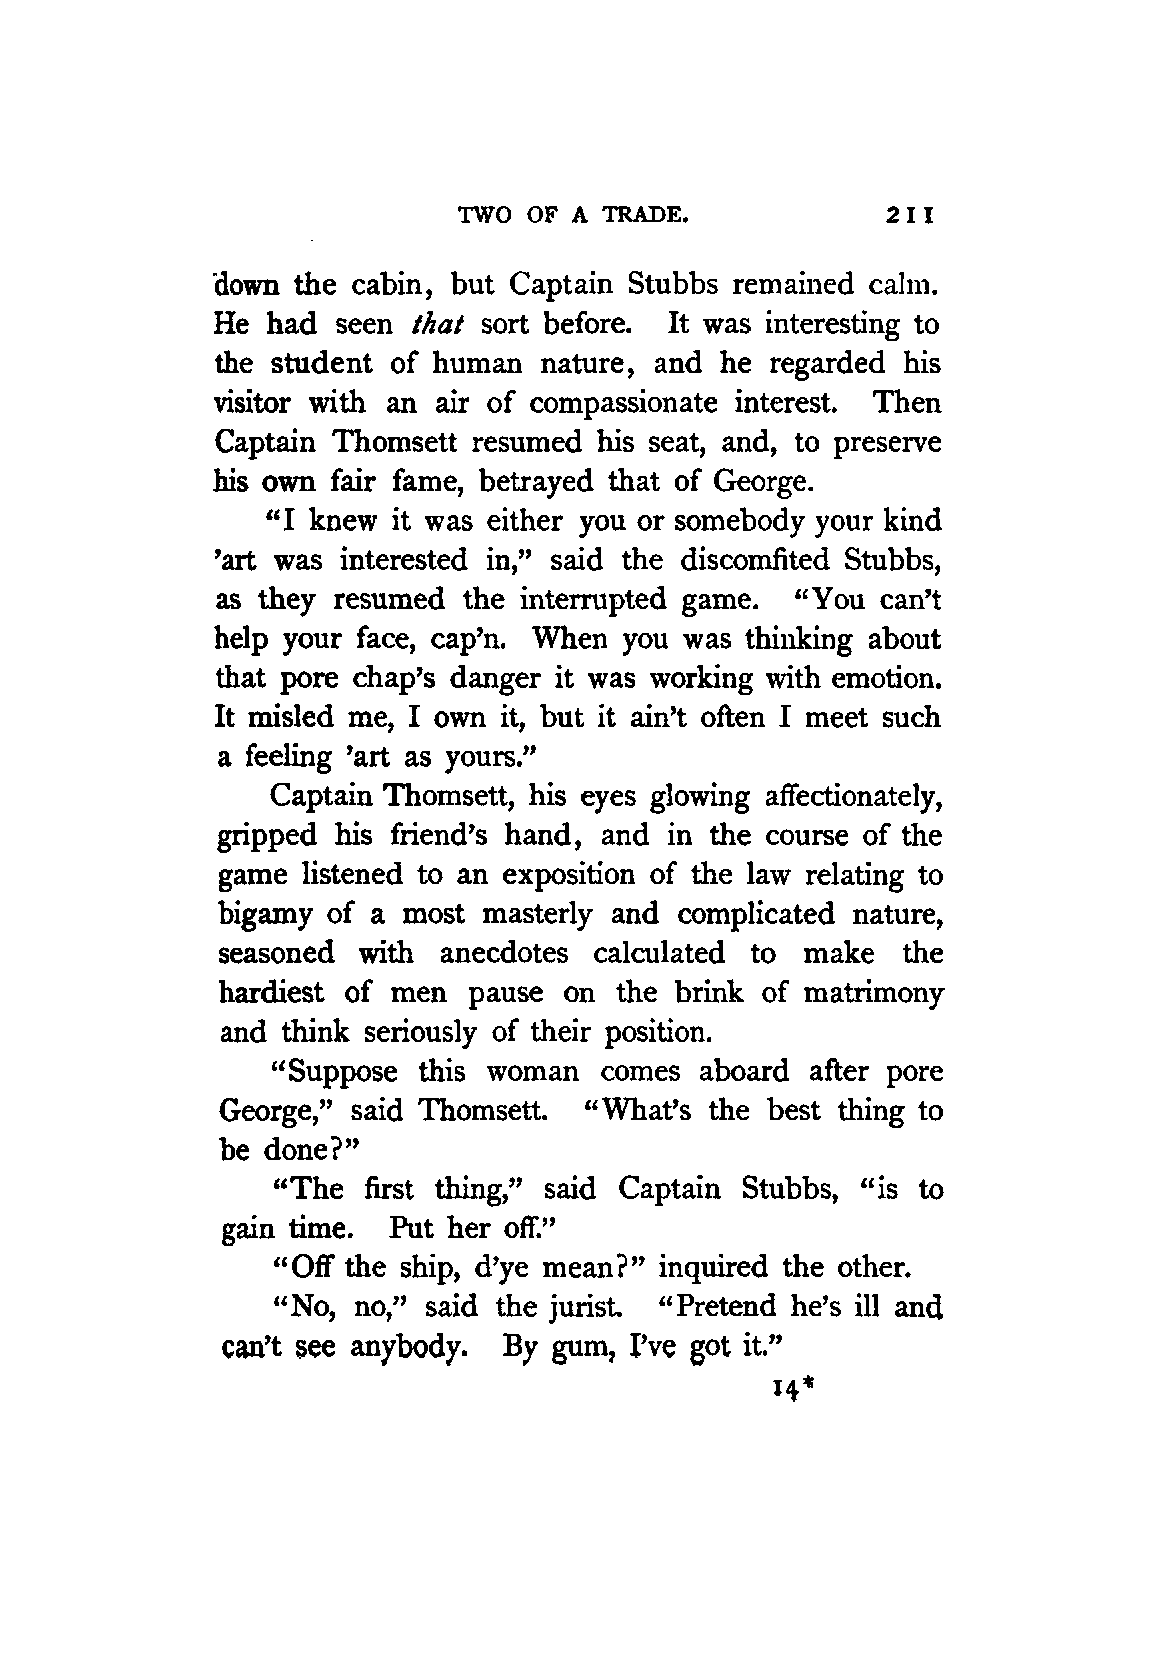 TWO OF A TRADE. 211
down the cabin, but Captain Stubbs remained calm.
He had seen that sort before. It was interesting to
the student of human nature, and he regarded his
visitor with an air of compassionate interest. Then
Captain Thomsett resumed his seat, and, to preserve
his own fair fame, betrayed that of George.
“I knew it was either you or somebody your kind
’art was interested in,” said the discomfited Stubbs,
as they resumed the interrupted game. “You can’t
help your face, cap’n. When you was thinking about
that pore chap’s danger it was working with emotion.
It misled me, I own it, but it ain’t often I meet such
a feeling ’art as yours.”
Captain Thomsett, his eyes glowing affectionately,
gripped his friend’s hand, and in the course of the
game listened to an exposition of the law relating to
bigamy of a most masterly and complicated nature,
seasoned with anecdotes calculated to make the
hardiest of men pause on the brink of matrimony
and think seriously of their position.
“Suppose this woman comes aboard after pore
George,” said Thomsett. “What’s the best thing to
be done?”
“The first thing,” said Captain Stubbs, “is to
gain time. Put her off.”
“Off the ship, d’ye mean?” inquired the other.
“No, no,” said the jurist. “Pretend he’s ill and
can’t see anybody. By gum, I’ve got it.”
14*